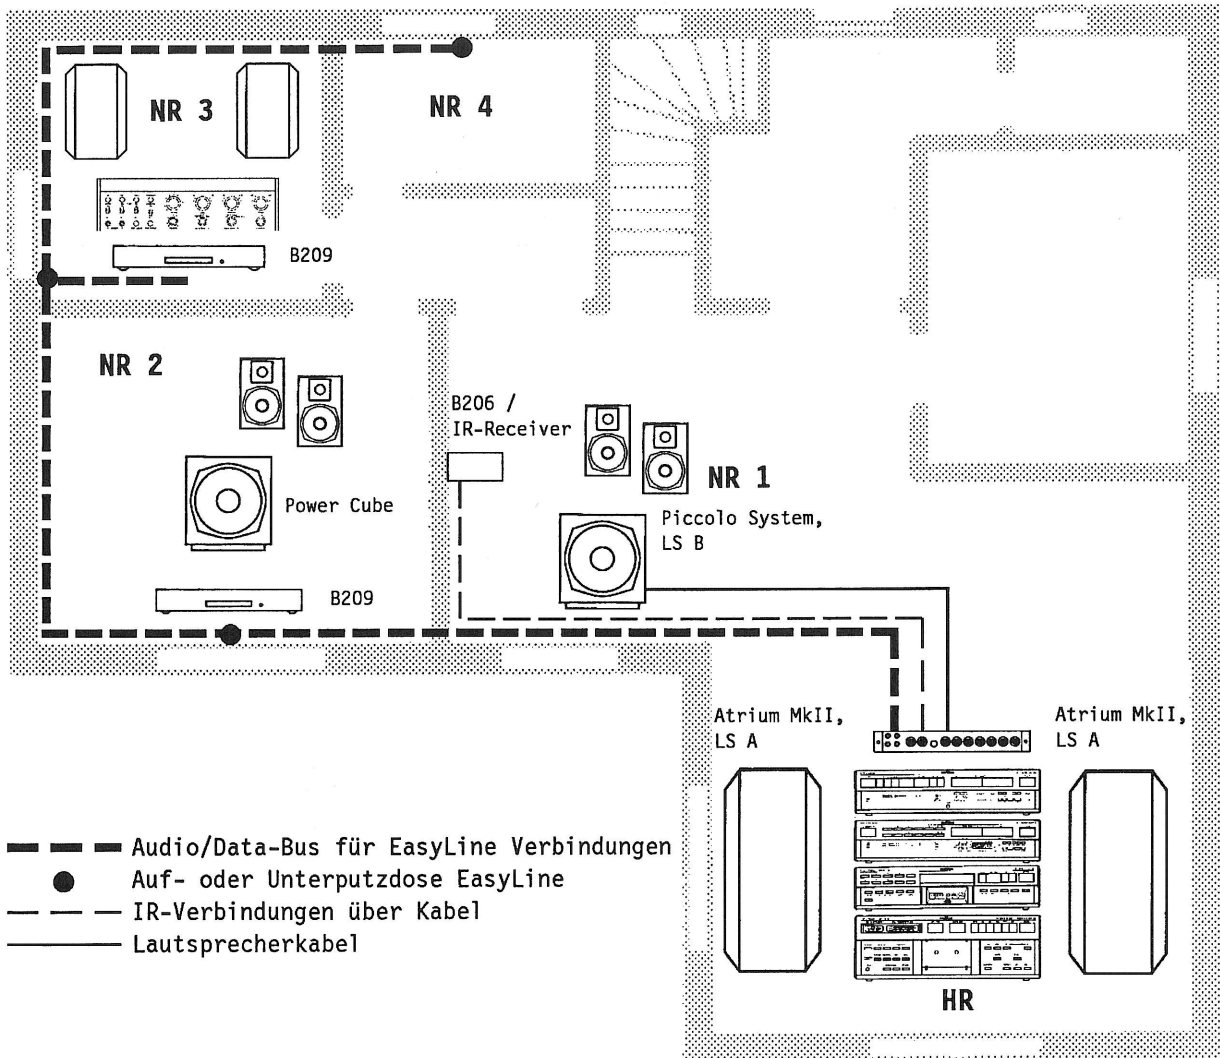 NR 3
NR 4
B209
NR 2
B206 /
IR-Receiver
NR 1
Power Cube
Piccolo System,
LS B
B209
Atrium MkII,
LS A
Atrium MkII,
LS A
Audio/Data-Bus für EasyLine Verbindungen
Auf- oder Unterputzdose EasyLine
IR-Verbindungen über Kabel
Lautsprecherkabel
HR